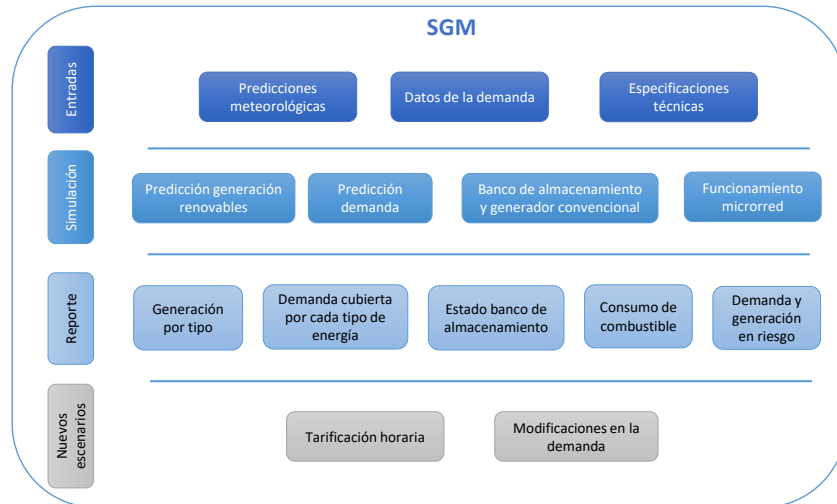 SGM
Entradas
Predicciones
meteorológicas
Datos de la demanda
Especificaciones
técnicas
Simulación
Predicción generación
renovables
Predicción
demanda
Banco de almacenamiento
y generador convencional
Funcionamiento
microrred
Reporte
Generación
por tipo
Demanda cubierta
por cada tipo de
energía
Estado banco de
almacenamiento
Consumo de
combustible
Demanda y
generación
en riesgo
Nuevos
escenarios
Tarificación horaria
Modificaciones en la
demanda